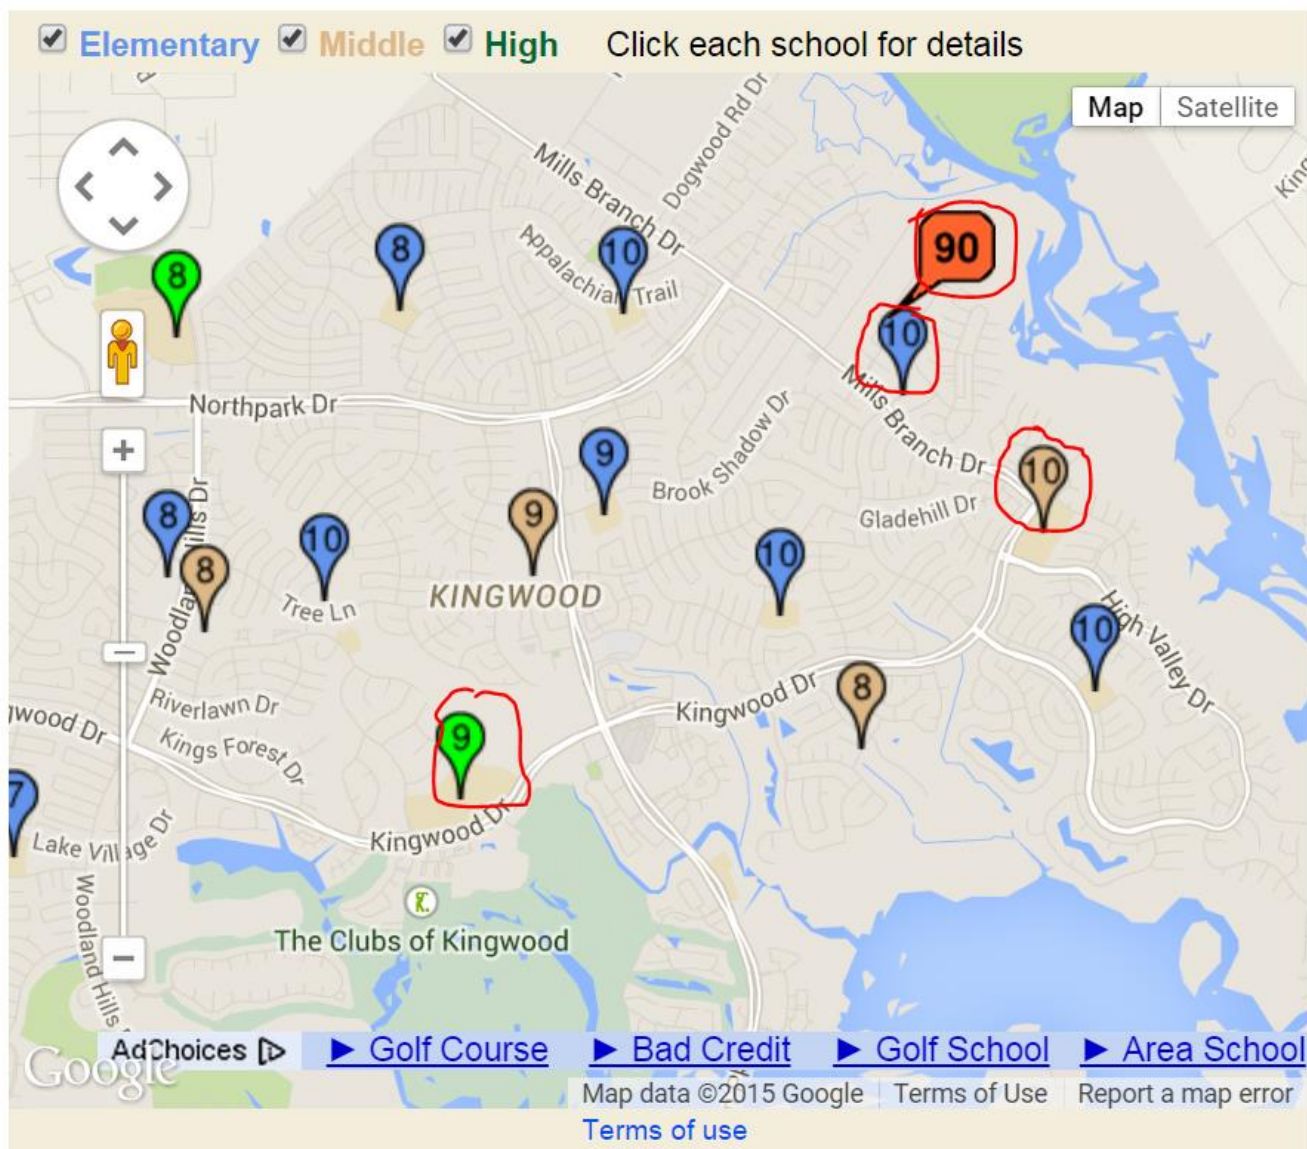 Elementary Middle High Click each school for details
Map Satellite
Mills Branch Dr
Dogwood Rd Dr
Appalachian Trail
King
8
8
10
90
10
Northpark Dr
Mills Branch Dr
Brook Shadow Dr
Gladehill Dr
9
10
8
9
10
10
8
Woodland Hills Dr
Tree Ln
KINGWOOD
10
High Valley Dr
8
Riverlawn Dr
Kings Forest Dr
gwood Dr
Kingwood Dr
9
7
Kingwood Dr
Lake Village Dr
Woodland Hills
The Clubs of Kingwood
AdChoices ► Golf Course ► Bad Credit ► Golf School ► Area School
Google
Map data ©2015 Google Terms of Use Report a map error
Terms of use